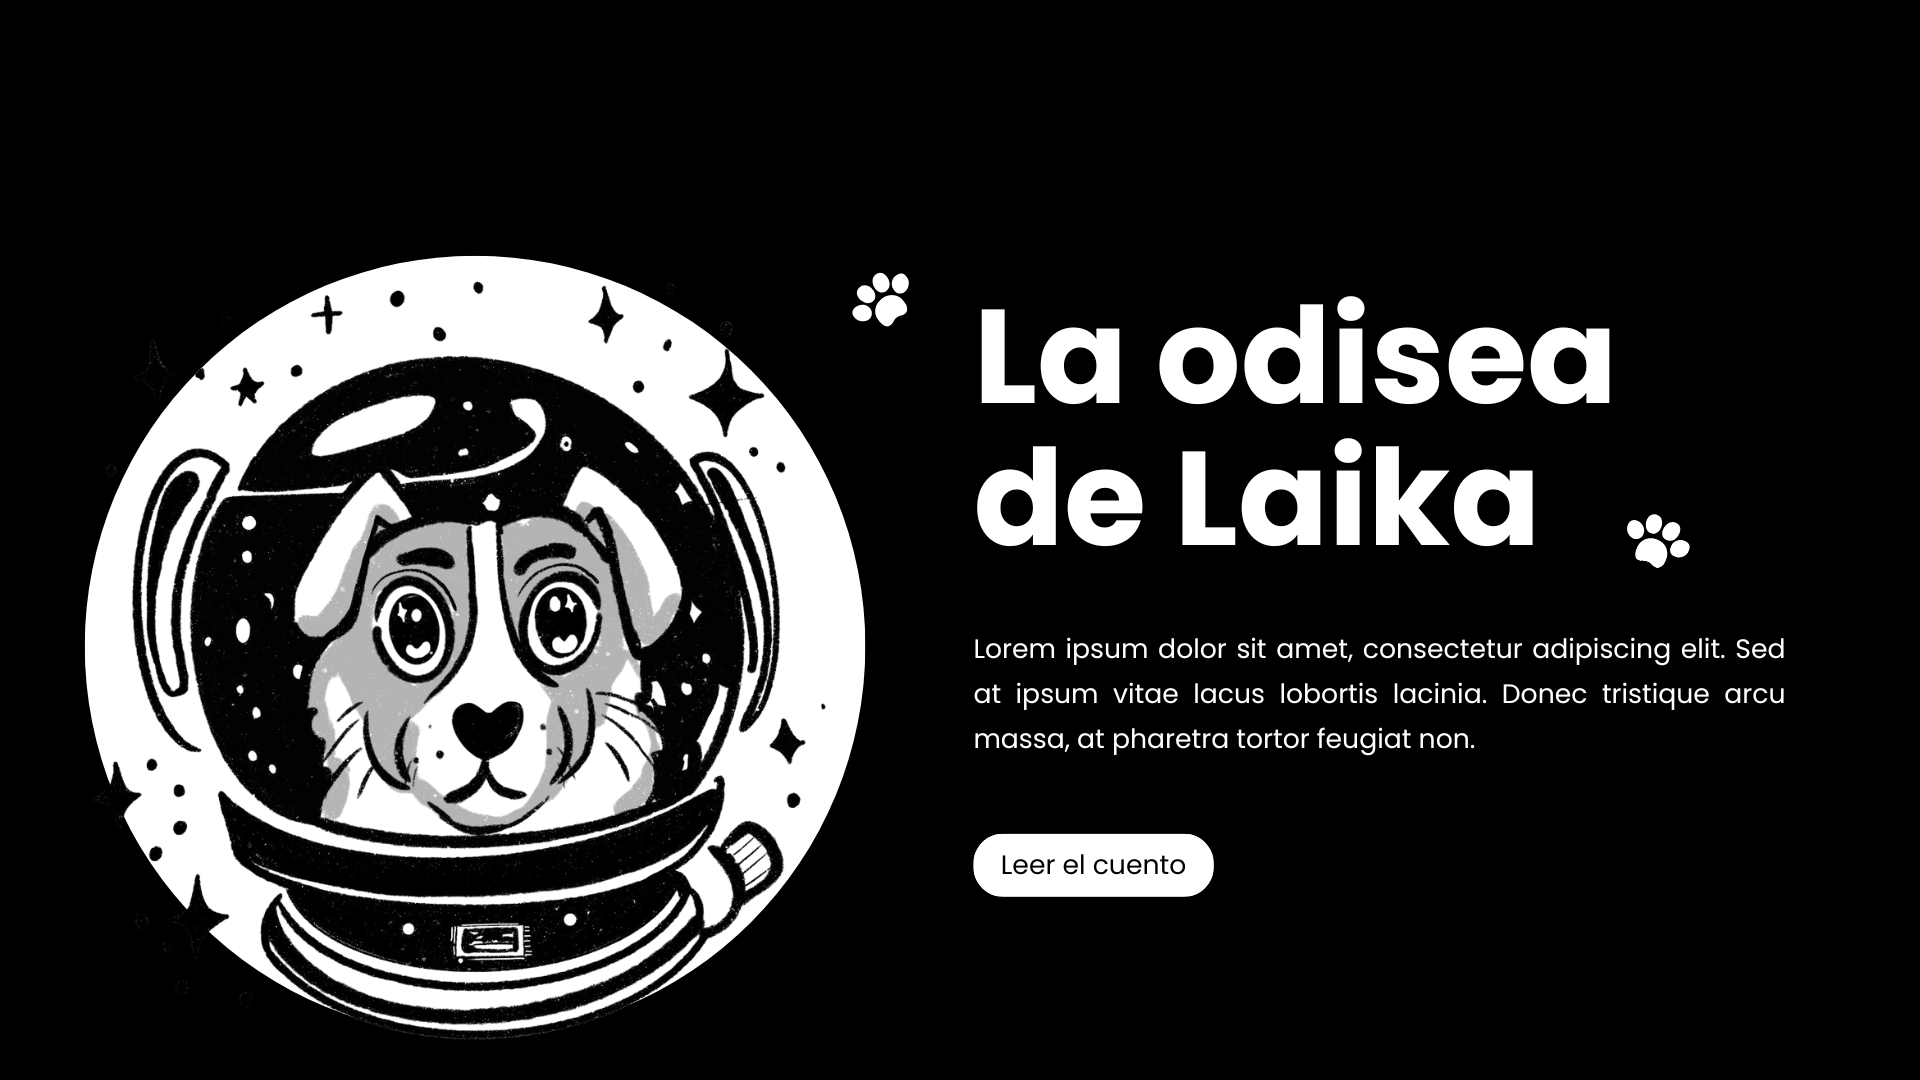 La odisea
de Laika
Lorem ipsum dolor sit amet, consectetur adipiscing elit. Sed
at ipsum vitae lacus lobortis lacinia. Donec tristique arcu
massa, at pharetra tortor feugiat non.
Leer el cuento